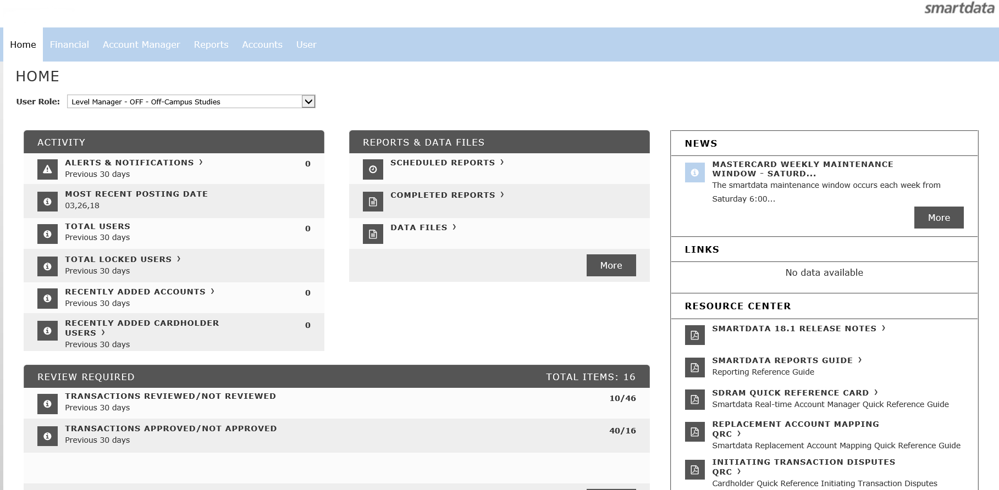 smartdata
Home Financial Account Manager Reports Accounts User
HOME
User Role: Level Manager - OFF - Off-Campus Studies
ACTIVITY
ALERTS & NOTIFICATIONS › 0
Previous 30 days
MOST RECENT POSTING DATE
03,26,18
TOTAL USERS 0
Previous 30 days
TOTAL LOCKED USERS ›
Previous 30 days
RECENTLY ADDED ACCOUNTS › 0
Previous 30 days
RECENTLY ADDED CARDHOLDER
USERS › 0
Previous 30 days
REPORTS & DATA FILES
SCHEDULED REPORTS ›
COMPLETED REPORTS ›
DATA FILES ›
More
REVIEW REQUIRED TOTAL ITEMS: 16
TRANSACTIONS REVIEWED/NOT REVIEWED 10/46
Previous 30 days
TRANSACTIONS APPROVED/NOT APPROVED 40/16
Previous 30 days
NEWS
MASTERCARD WEEKLY MAINTENANCE
WINDOW - SATURD...
The smartdata maintenance window occurs each week from
Saturday 6:00...
More
LINKS
No data available
RESOURCE CENTER
SMARTDATA 18.1 RELEASE NOTES ›
SMARTDATA REPORTS GUIDE ›
Reporting Reference Guide
SDRAM QUICK REFERENCE CARD ›
Smartdata Real-time Account Manager Quick Reference Guide
REPLACEMENT ACCOUNT MAPPING
QRC ›
Smartdata Replacement Account Mapping Quick Reference Guide
INITIATING TRANSACTION DISPUTES
QRC ›
Cardholder Quick Reference Initiating Transaction Disputes